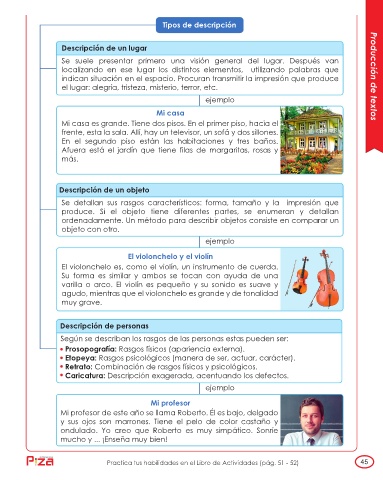 Tipos de descripción
Producción de textos
Descripción de un lugar
Se suele presentar primero una visión general del lugar. Después van
localizando en ese lugar los distintos elementos, utilizando palabras que
indican situación en el espacio. Procuran transmitir la impresión que produce
el lugar: alegría, tristeza, misterio, terror, etc.
ejemplo
Mi casa
Mi casa es grande. Tiene dos pisos. En el primer piso, hacia el
frente, esta la sala. Allí, hay un televisor, un sofá y dos sillones.
En el segundo piso están las habitaciones y tres baños.
Afuera está el jardín que tiene filas de margaritas, rosas y
más.
Descripción de un objeto
Se detallan sus rasgos característicos: forma, tamaño y la impresión que
produce. Si el objeto tiene diferentes partes, se enumeran y detallan
ordenadamente. Un método para describir objetos consiste en comparar un
objeto con otro.
ejemplo
El violonchelo y el violín
El violonchelo es, como el violín, un instrumento de cuerda.
Su forma es similar y ambos se tocan con ayuda de una
varilla o arco. El violín es pequeño y su sonido es suave y
agudo, mientras que el violonchelo es grande y de tonalidad
muy grave.
Descripción de personas
Según se describan los rasgos de las personas estas pueden ser:
• Prosopografía: Rasgos físicos (apariencia externa).
• Etopeya: Rasgos psicológicos (manera de ser, actuar, carácter).
• Retrato: Combinación de rasgos físicos y psicológicos.
• Caricatura: Descripción exagerada, acentuando los defectos.
ejemplo
Mi profesor
Mi profesor de este año se llama Roberto. Él es bajo, delgado
y sus ojos son marrones. Tiene el pelo de color castaño y
ondulado. Yo creo que Roberto es muy simpático. Sonríe
mucho y ... ¡Enseña muy bien!
Practica tus habilidades en el Libro de Actividades (pág. 51 - 52)
45